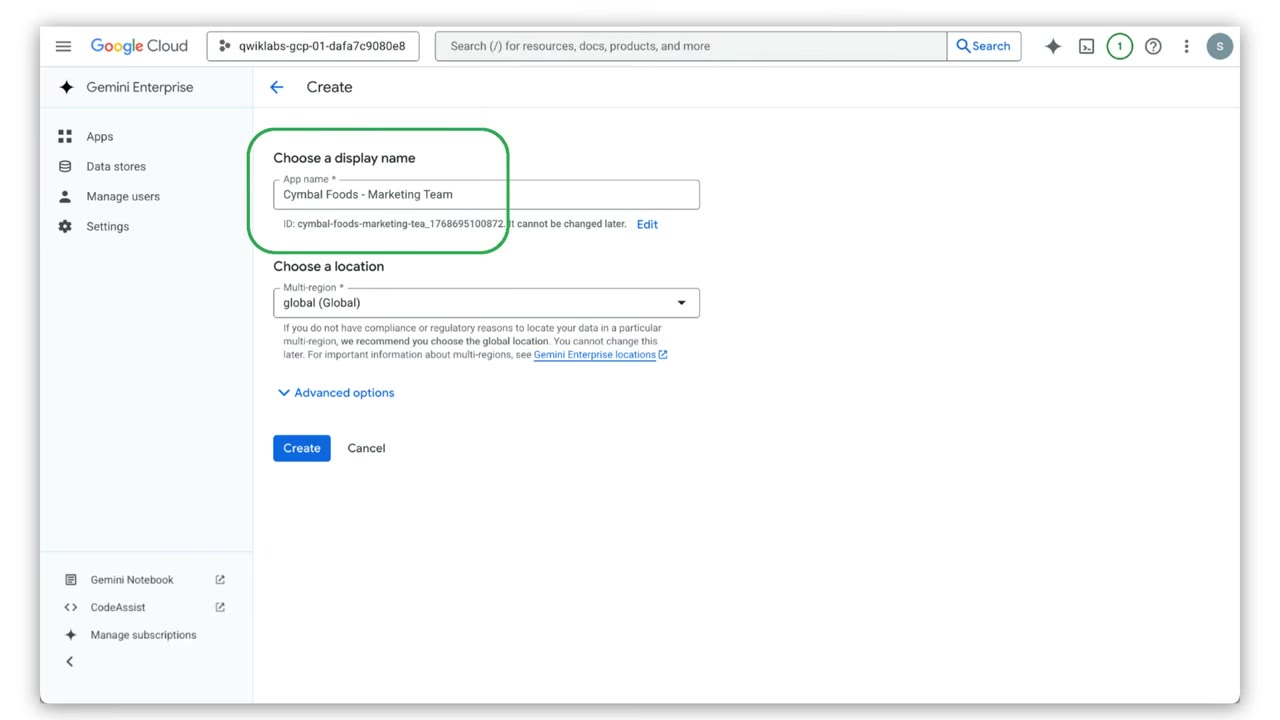 Google Cloud
qwiklabs-gcp-01-dafa7c9080e8
Search (/) for resources, docs, products, and more
Search
1
S
Gemini Enterprise
Create
Apps
Data stores
Manage users
Settings
Choose a display name
App name *
Cymbal Foods - Marketing Team
ID: cymbal-foods-marketing-tea_1768695100872. It cannot be changed later. Edit
Choose a location
Multi-region *
global (Global)
If you do not have compliance or regulatory reasons to locate your data in a particular
multi-region, we recommend you choose the global location. You cannot change this
later. For important information about multi-regions, see Gemini Enterprise locations
Advanced options
Create
Cancel
Gemini Notebook
CodeAssist
Manage subscriptions